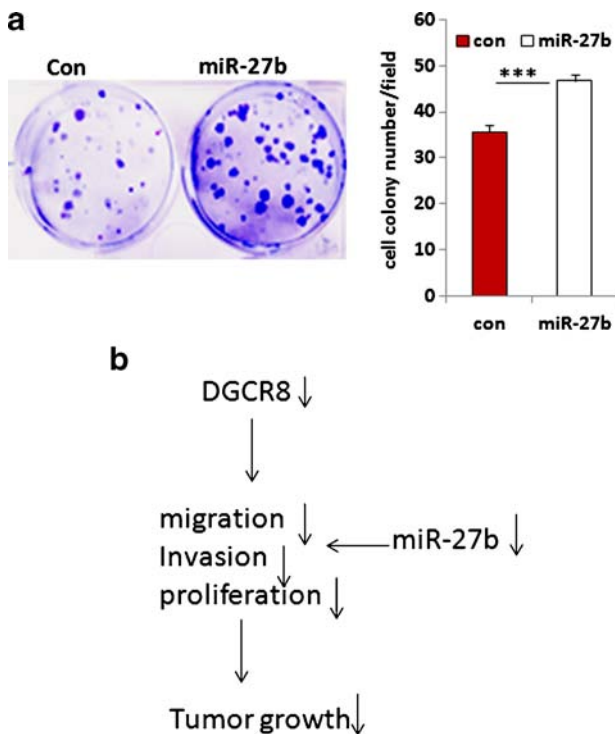 a
Con miR-27b
con miR-27b
***
60
50
40
30
20
10
0
cell colony number/field
con miR-27b
b
DGCR8
migration
Invasion
proliferation
miR-27b
Tumor growth